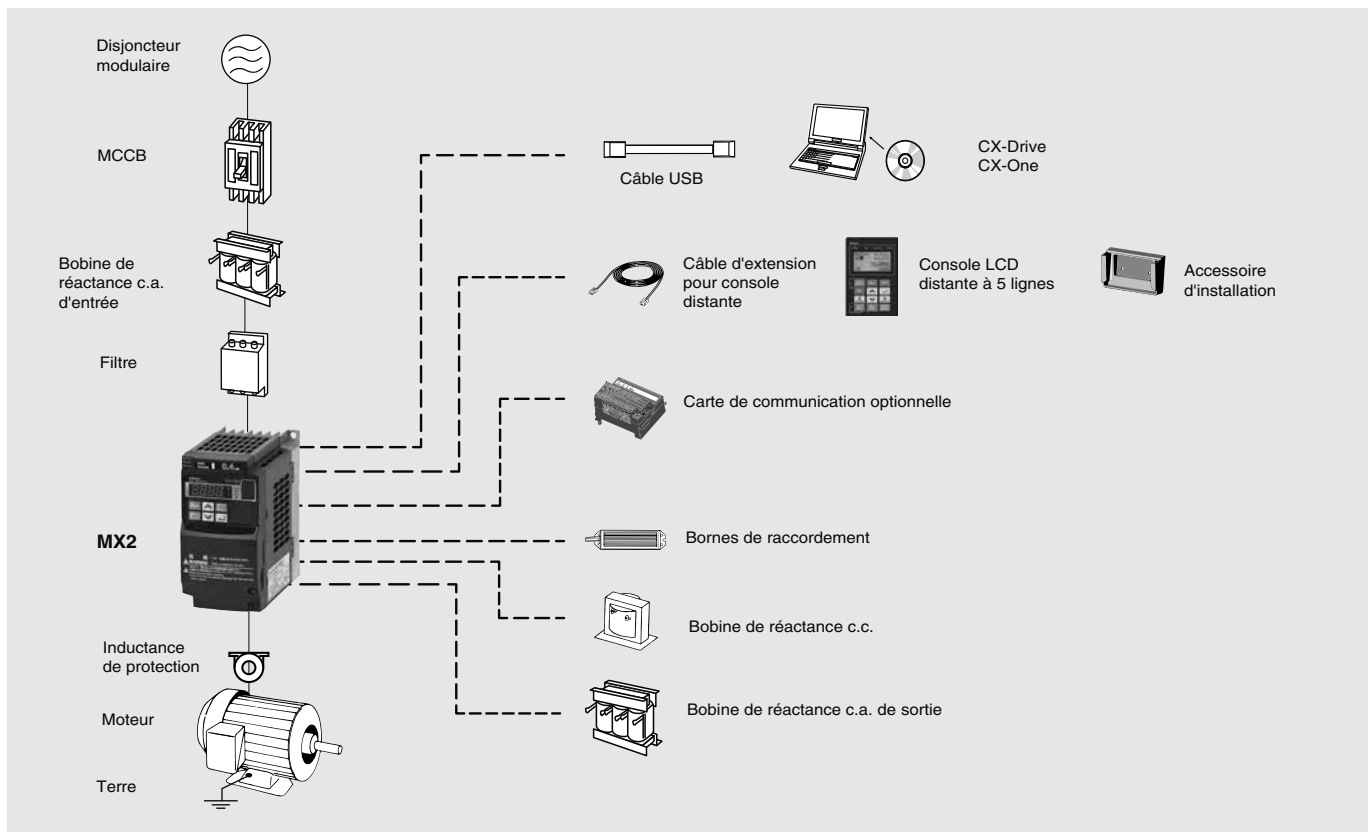 Disjoncteur
modulaire
MCCB
Bobine de
réactance c.a.
d'entrée
Filtre
MX2
Inductance
de protection
Moteur
Terre
Câble USB
CX-Drive
CX-One
Câble d'extension
pour console
distante
Console LCD
distante à 5 lignes
Accessoire
d'installation
Carte de communication optionnelle
Bornes de raccordement
Bobine de réactance c.c.
Bobine de réactance c.a. de sortie